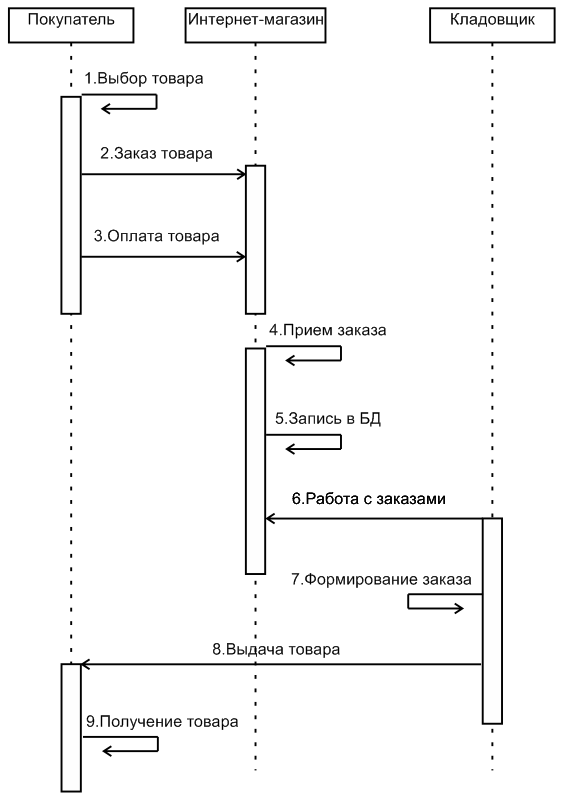 Покупатель
Интернет-магазин
Кладовщик
1.Выбор товара
2.Заказ товара
3.Оплата товара
4.Прием заказа
5.Запись в БД
6.Работа с заказами
7.Формирование заказа
8.Выдача товара
9.Получение товара